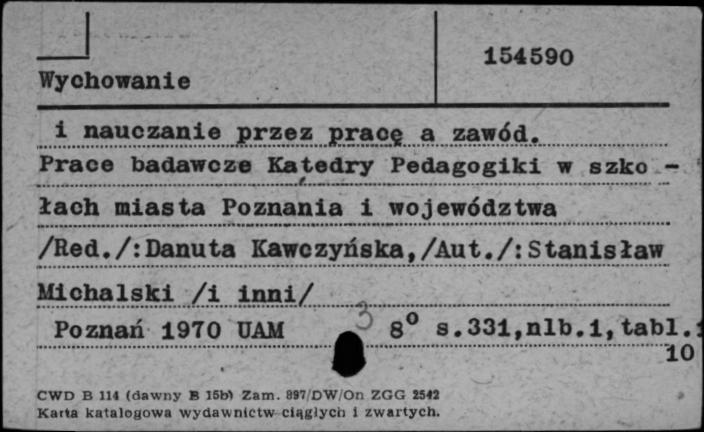 154590
Wychowanie
i nauczanie przez pracę a zawód.
Prace badawcze Katedry Pedagogiki w szko -
łach miasta Poznania i województwa
/Red./:Danuta Kawczyńska,/Aut./:Stanisław
Michalski /i inni/
Poznań 1970 UAM 3 8° s.331,nlb.1,tabl.
10
CWD B 114 (dawny B 15b) Zam. 897/DW/On ZGG 2542
Karta katalogowa wydawnictw ciągłych i zwartych.